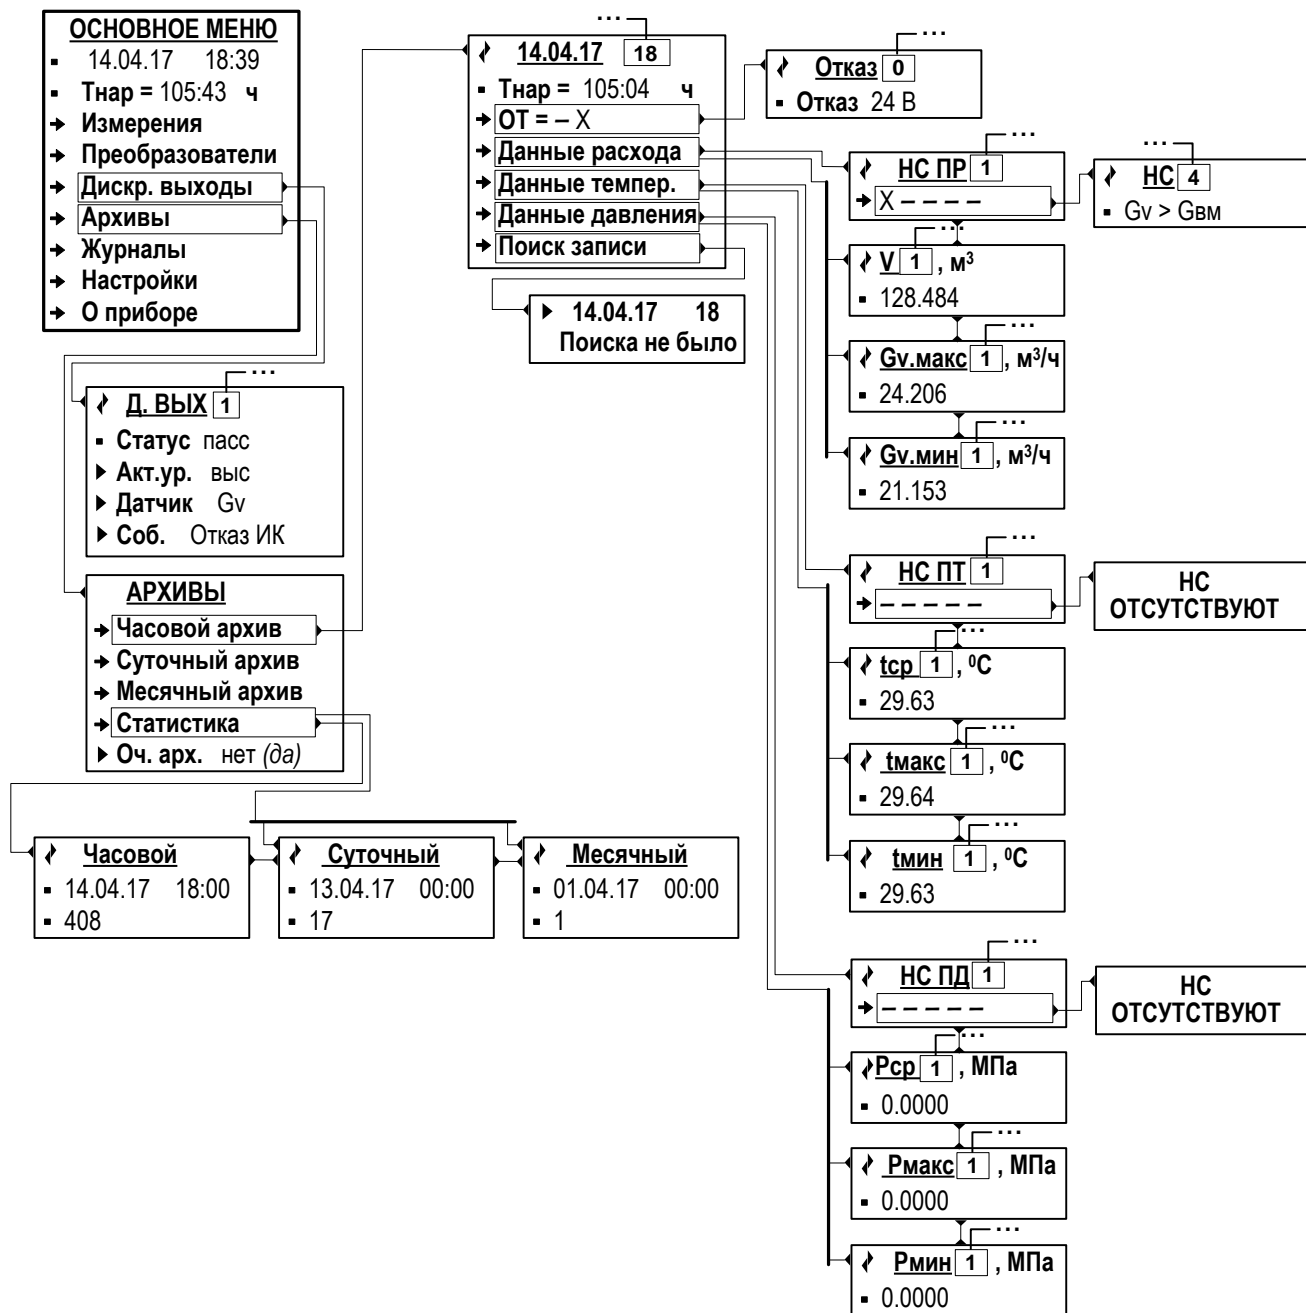 ОСНОВНОЕ МЕНЮ
14.04.17 18:39
Тнар = 105:43 ч
Измерения
Преобразователи
Дискр. выходы
Архивы
Журналы
Настройки
О приборе
...
14.04.17 18
Тнар = 105:04 ч
ОТ = – X
Данные расхода
Данные темпер.
Данные давления
Поиск записи
14.04.17 18
Поиска не было
...
Отказ 0
Отказ 24 В
...
НС ПР 1
X – – – –
...
НС 4
Gv > Gвм
...
V 1 , м³
128.484
...
Gv.макс 1 , м³/ч
24.206
...
Gv.мин 1 , м³/ч
21.153
...
Д. ВЫХ 1
Статус пасс
Акт.ур. выс
Датчик Gv
Соб. Отказ ИК
АРХИВЫ
Часовой архив
Суточный архив
Месячный архив
Статистика
Оч. арх. нет (да)
Часовой
14.04.17 18:00
408
Суточный
13.04.17 00:00
17
Месячный
01.04.17 00:00
1
...
НС ПТ 1
– – – – –
НС
ОТСУТСТВУЮТ
...
tср 1 , ⁰С
29.63
...
tмакс 1 , ⁰С
29.64
...
tмин 1 , ⁰С
29.63
...
НС ПД 1
– – – – –
НС
ОТСУТСТВУЮТ
...
Рср 1 , МПа
0.0000
...
Рмакс 1 , МПа
0.0000
...
Рмин 1 , МПа
0.0000